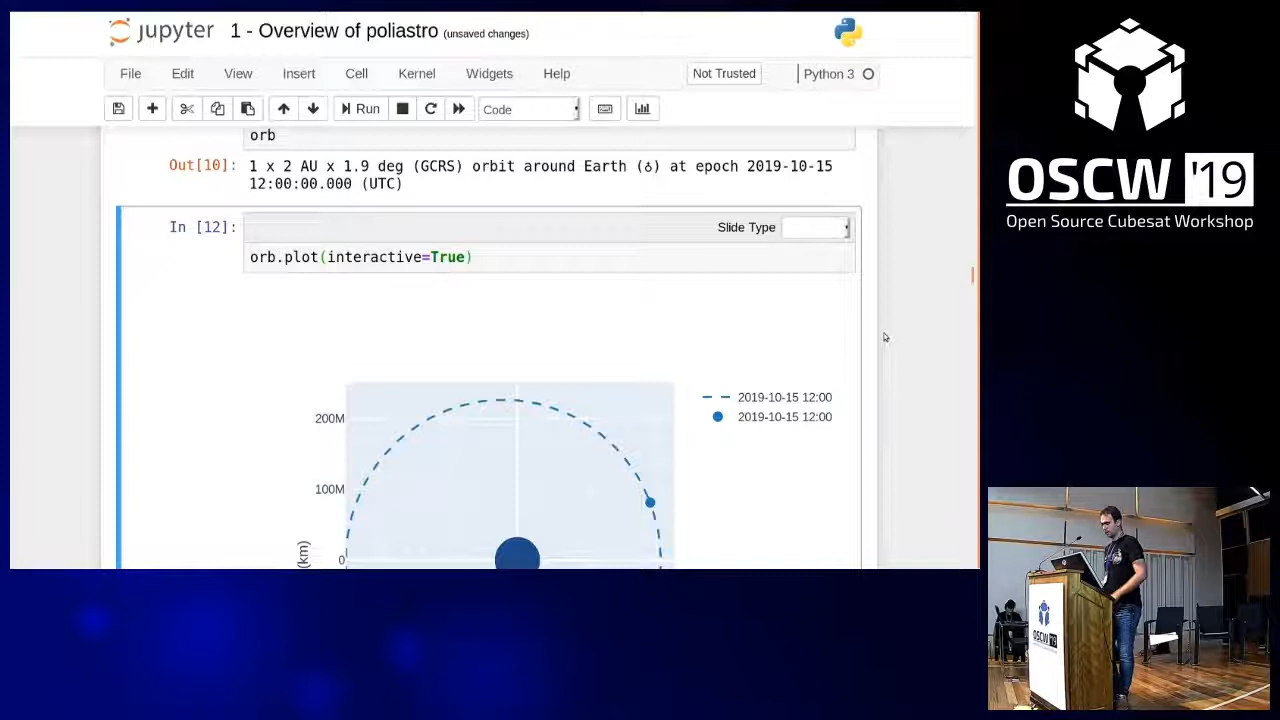 jupyter 1 - Overview of poliastro (unsaved changes)
File Edit View Insert Cell Kernel Widgets Help Not Trusted Python 3
Run Code
orb
Out[10]: 1 x 2 AU x 1.9 deg (GCRS) orbit around Earth (♁) at epoch 2019-10-15
12:00:00.000 (UTC)
In [12]: Slide Type
orb.plot(interactive=True)
2019-10-15 12:00
2019-10-15 12:00
200M
100M
0
(km)
OSCW '19
Open Source Cubesat Workshop
OSCW '19